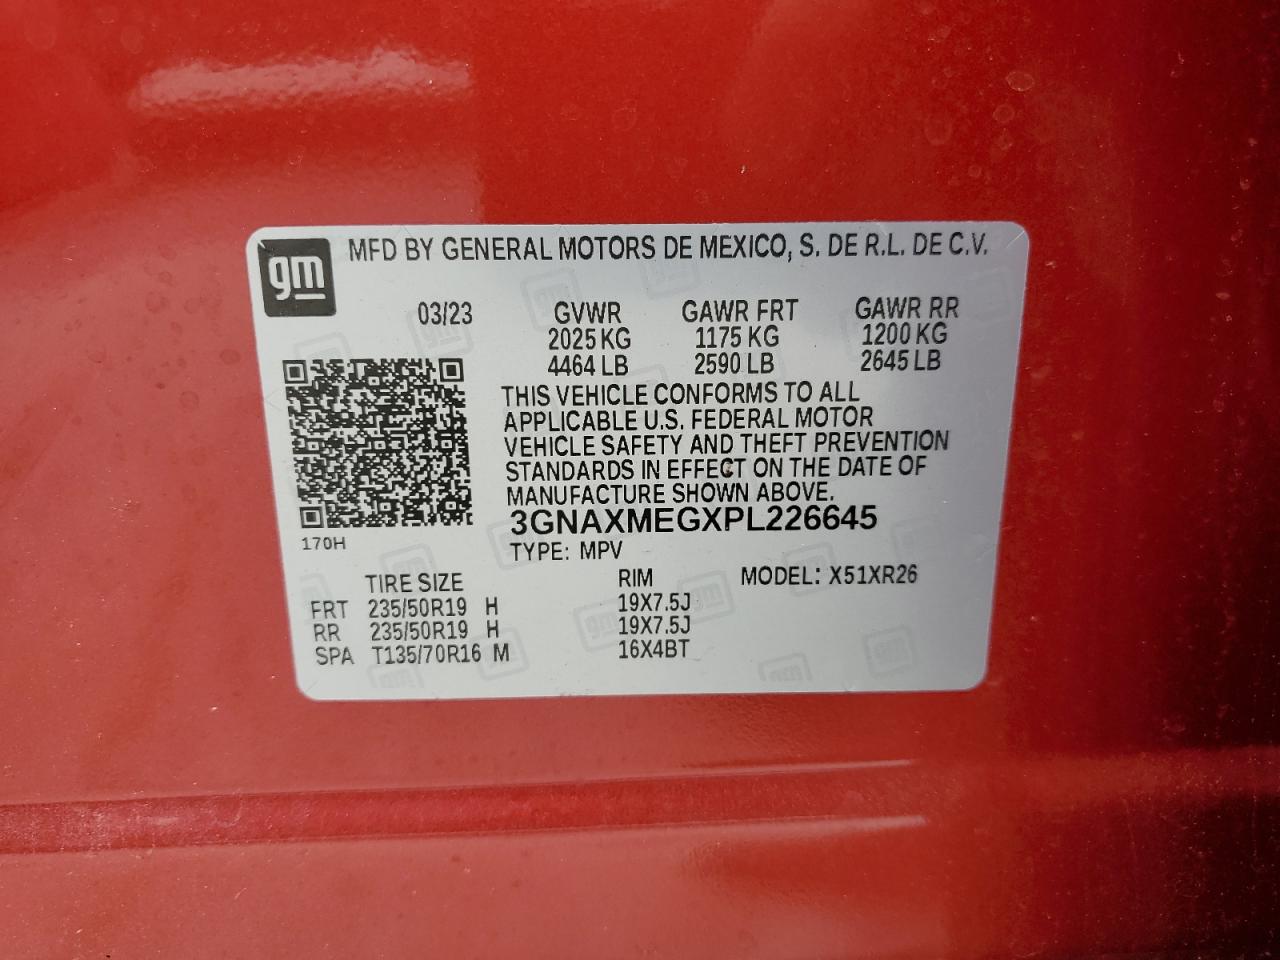 gm
MFD BY GENERAL MOTORS DE MEXICO, S. DE R.L. DE C.V.
03/23 GVWR GAWR FRT GAWR RR
2025 KG 1175 KG 1200 KG
4464 LB 2590 LB 2645 LB
THIS VEHICLE CONFORMS TO ALL
APPLICABLE U.S. FEDERAL MOTOR
VEHICLE SAFETY AND THEFT PREVENTION
STANDARDS IN EFFECT ON THE DATE OF
MANUFACTURE SHOWN ABOVE.
3GNAXMEGXPL226645
170H
TYPE: MPV
TIRE SIZE RIM MODEL: X51XR26
FRT 235/50R19 H 19X7.5J
RR 235/50R19 H 19X7.5J
SPA T135/70R16 M 16X4BT